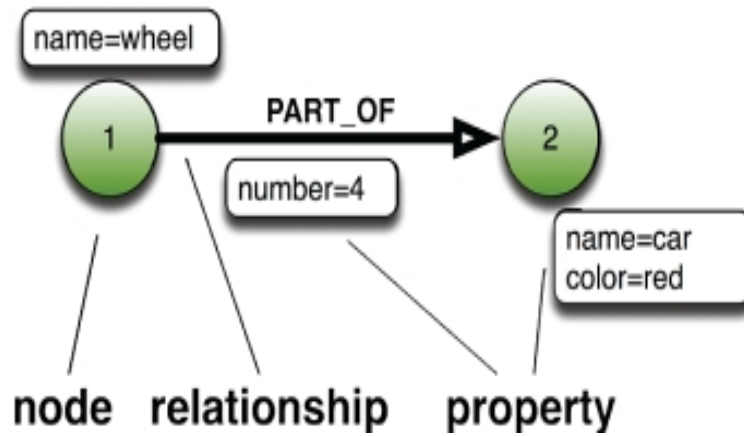 name=wheel
1
PART_OF
2
number=4
name=car
color=red
node relationship property